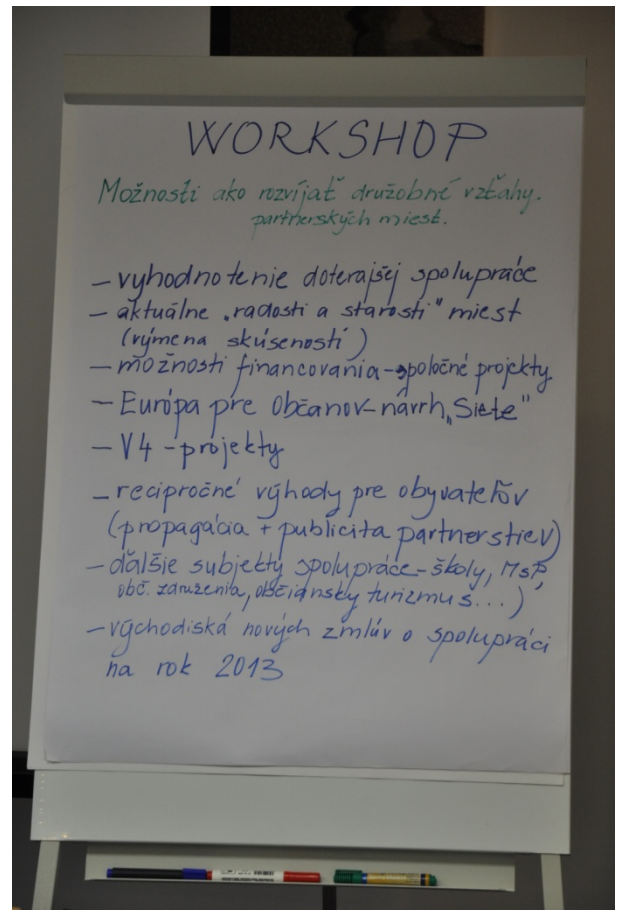 WORKSHOP
Možnosti ako rozvíjať družobné vzťahy.
partnerských miest.
– vyhodnotenie doterajšej spolupráce
– aktuálne „radosti a starosti" miest
(výmena skúseností)
– možnosti financovania – spoločné projekty
– Európa pre Občanov – návrh „Siete"
– V4 – projekty
– recipročné výhody pre obyvateľov
(propagácia + publicita partnerstiev)
– ďalšie subjekty spolupráce – školy, MsP,
obč. združenia, občiansky turizmus...)
– východiská nových zmlúv o spolupráci
na rok 2013